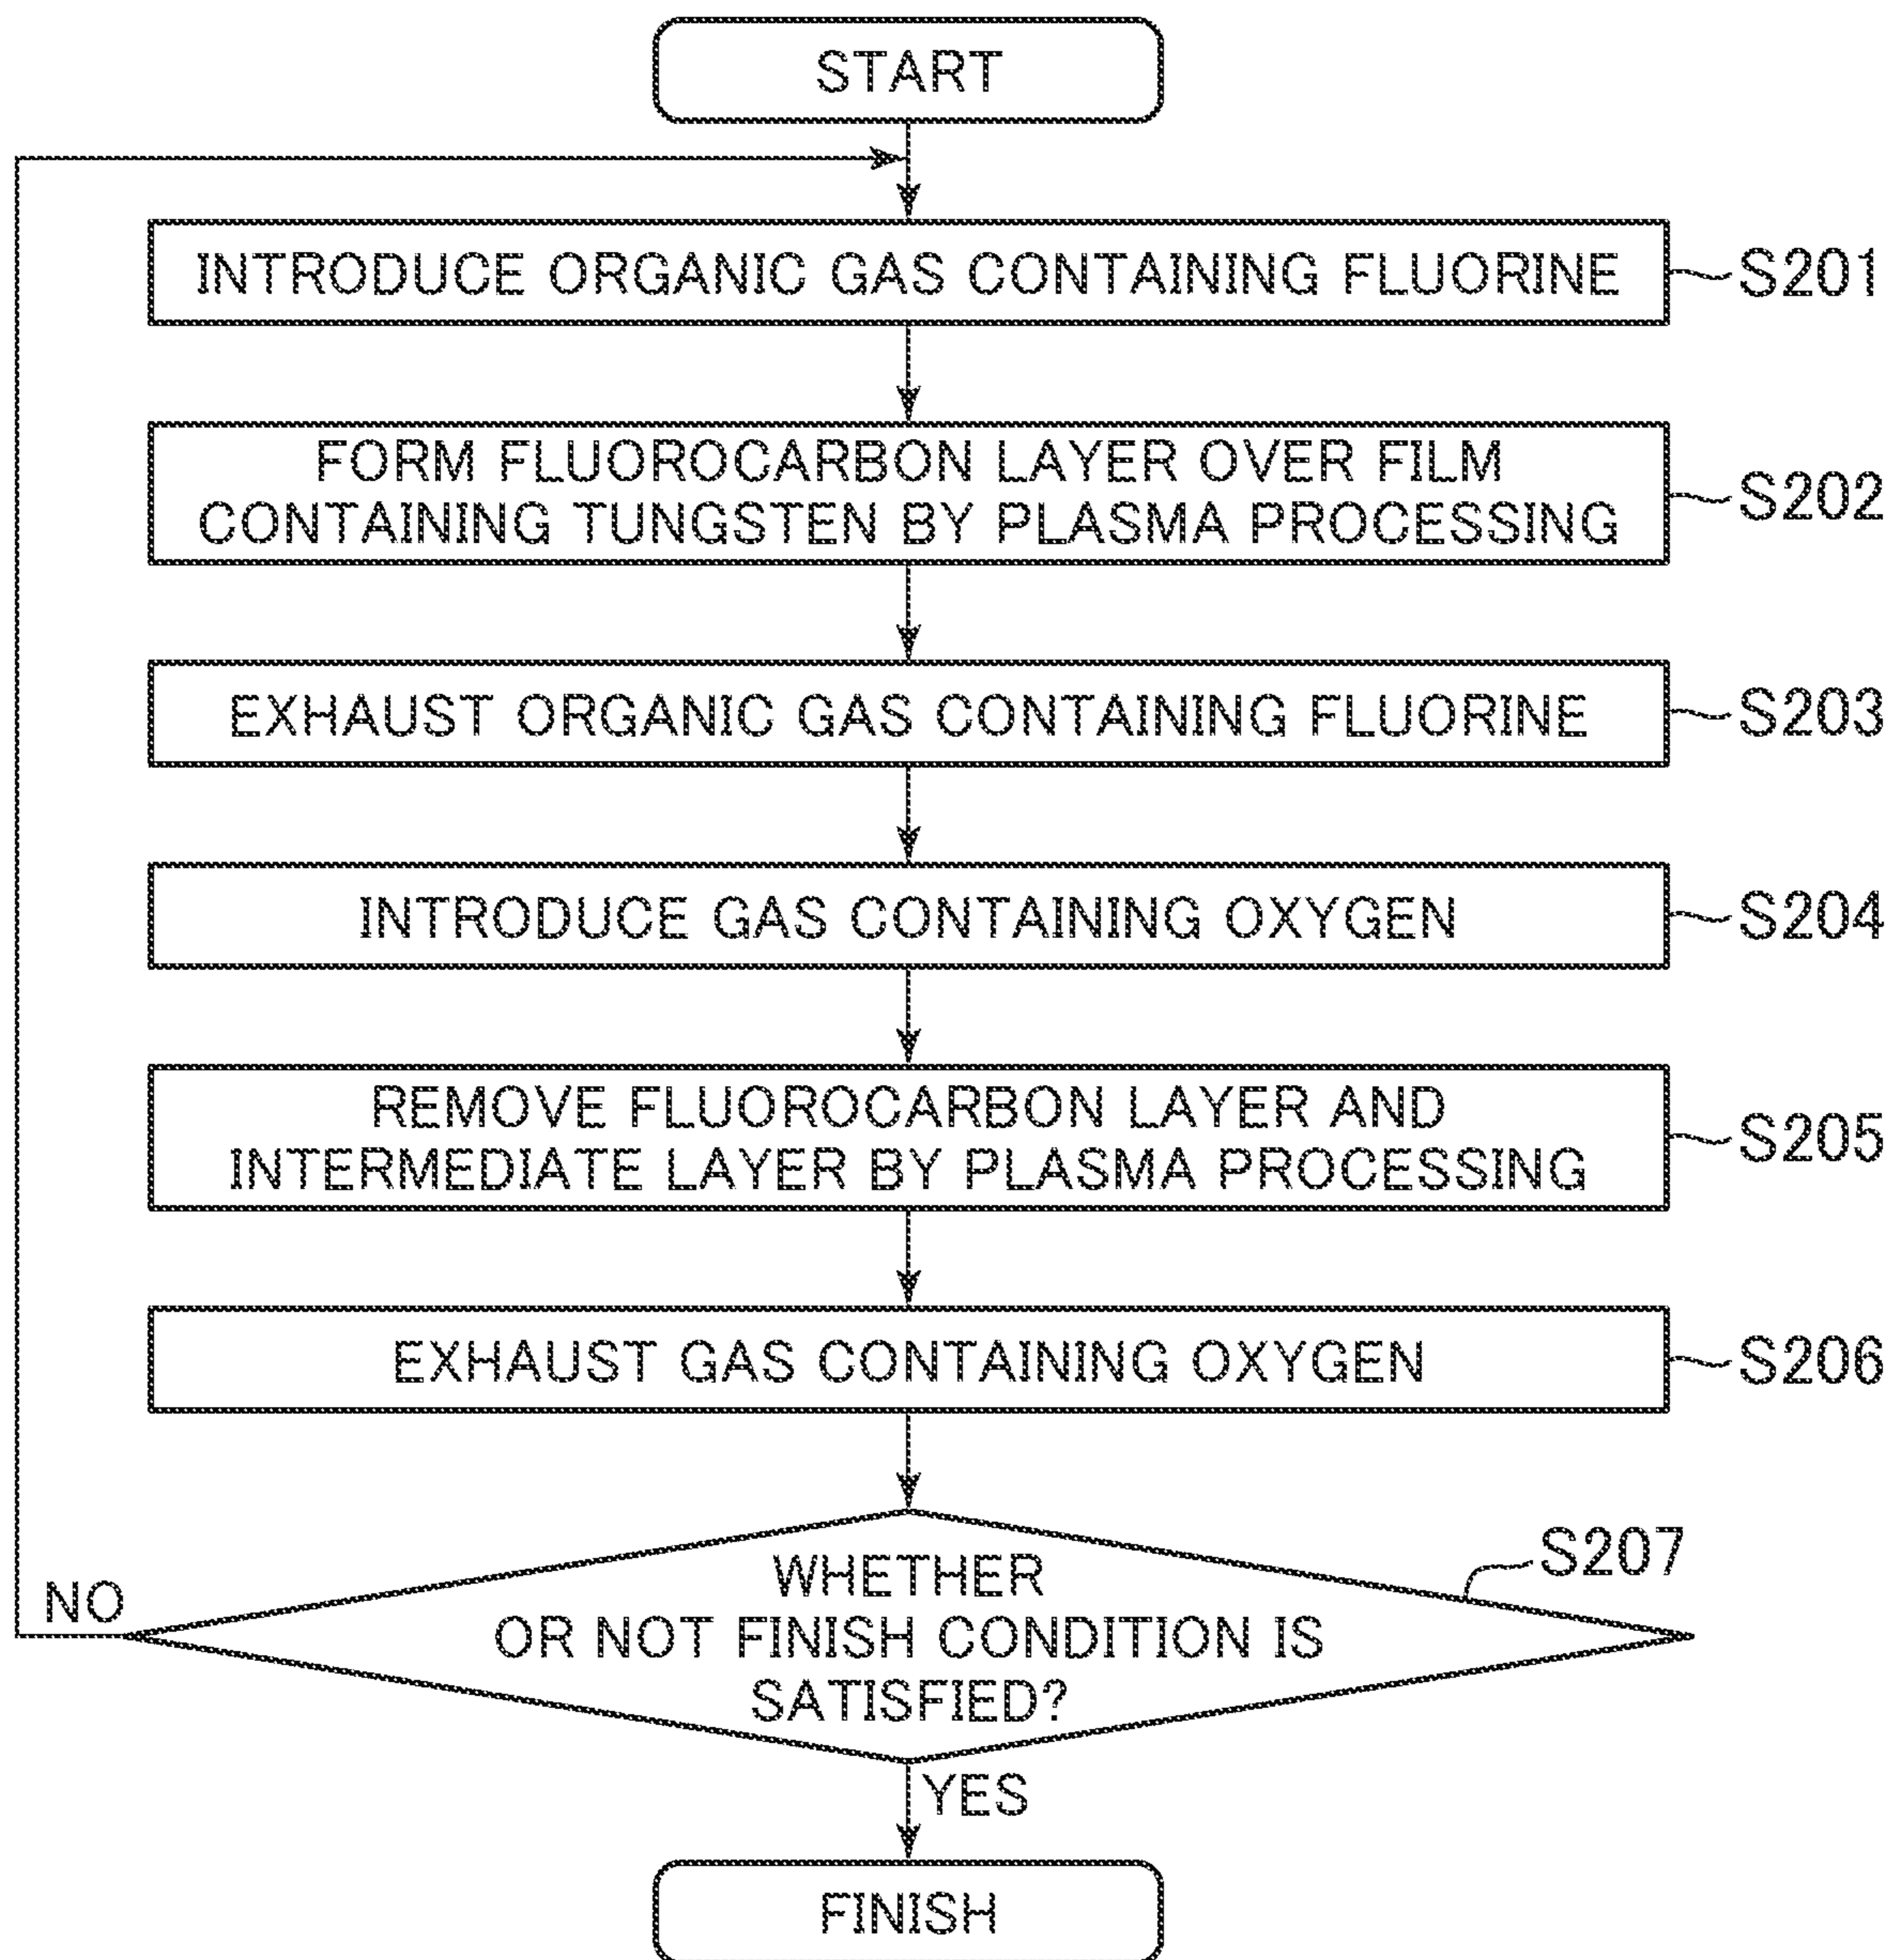 START
INTRODUCE ORGANIC GAS CONTAINING FLUORINE
S201
FORM FLUOROCARBON LAYER OVER FILM
CONTAINING TUNGSTEN BY PLASMA PROCESSING
S202
EXHAUST ORGANIC GAS CONTAINING FLUORINE
S203
INTRODUCE GAS CONTAINING OXYGEN
S204
REMOVE FLUOROCARBON LAYER AND
INTERMEDIATE LAYER BY PLASMA PROCESSING
S205
EXHAUST GAS CONTAINING OXYGEN
S206
WHETHER
OR NOT FINISH CONDITION IS
SATISFIED?
S207
NO
YES
FINISH